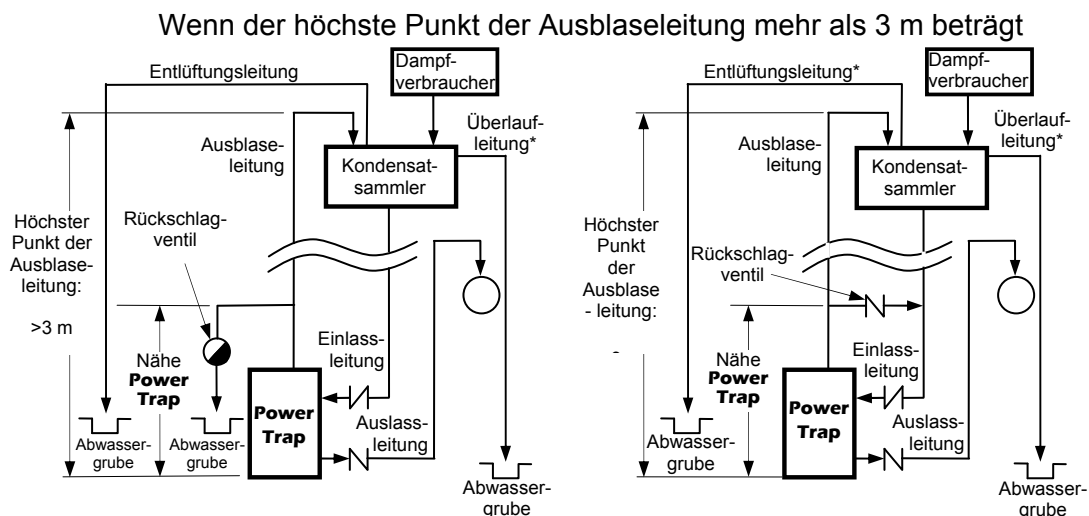 Wenn der höchste Punkt der Ausblaseleitung mehr als 3 m beträgt
Entlüftungsleitung
Dampf-
verbraucher
Überlauf-
leitung*
Ausblase-
leitung
Kondensat-
sammler
Höchster
Punkt der
Ausblase-
leitung:
>3 m
Rückschlag-
ventil
Nähe
Power
Trap
Einlass-
leitung
Power
Trap
Auslass-
leitung
Abwasser-
grube
Abwasser-
grube
Abwasser-
grube
Entlüftungsleitung*
Dampf-
verbraucher
Überlauf-
leitung*
Ausblase-
leitung
Kondensat-
sammler
Höchster
Punkt
der
Ausblase
- leitung:
Rückschlag-
ventil
Nähe
Power
Trap
Einlass-
leitung
Power
Trap
Auslass-
leitung
Abwasser-
grube
Abwasser-
grube